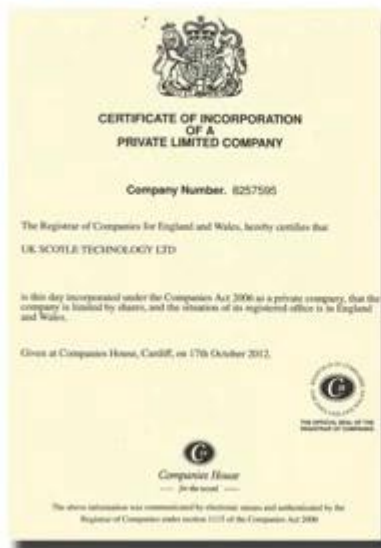 CERTIFICATE OF INCORPORATION
OF A
PRIVATE LIMITED COMPANY
Company Number. 8257595
The Registrar of Companies for England and Wales, hereby certifies that
UK SCOYLE TECHNOLOGY LTD
is this day incorporated under the Companies Act 2006 as a private company, that the
company is limited by shares, and the situation of its registered office is in England
and Wales.
Given at Companies House, Cardiff, on 17th October 2012.
THE OFFICIAL SEAL OF THE
REGISTRAR OF COMPANIES
Companies House
for the record
The above information was communicated by electronic means and authenticated by the
Registrar of Companies under section 1115 of the Companies Act 2006